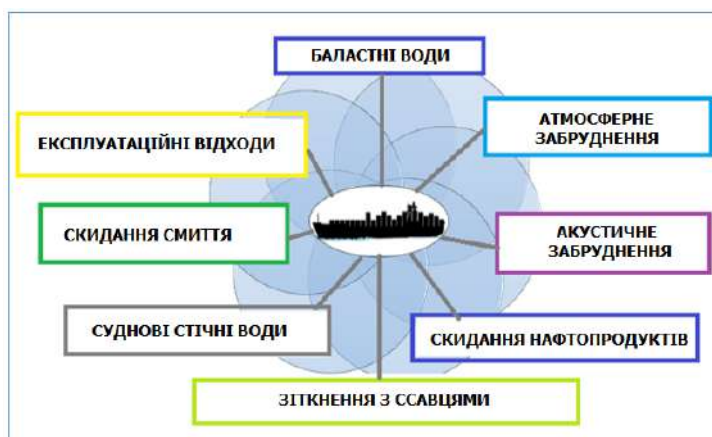 БАЛАСТНІ ВОДИ
АТМОСФЕРНЕ
ЗАБРУДНЕННЯ
ЕКСПЛУАТАЦІЙНІ ВІДХОДИ
СКИДАННЯ СМИТТЯ
АКУСТИЧНЕ
ЗАБРУДНЕННЯ
СУДНОВІ СТІЧНІ ВОДИ
СКИДАННЯ НАФТОПРОДУКТІВ
ЗІТКНЕННЯ З ССАВЦЯМИ